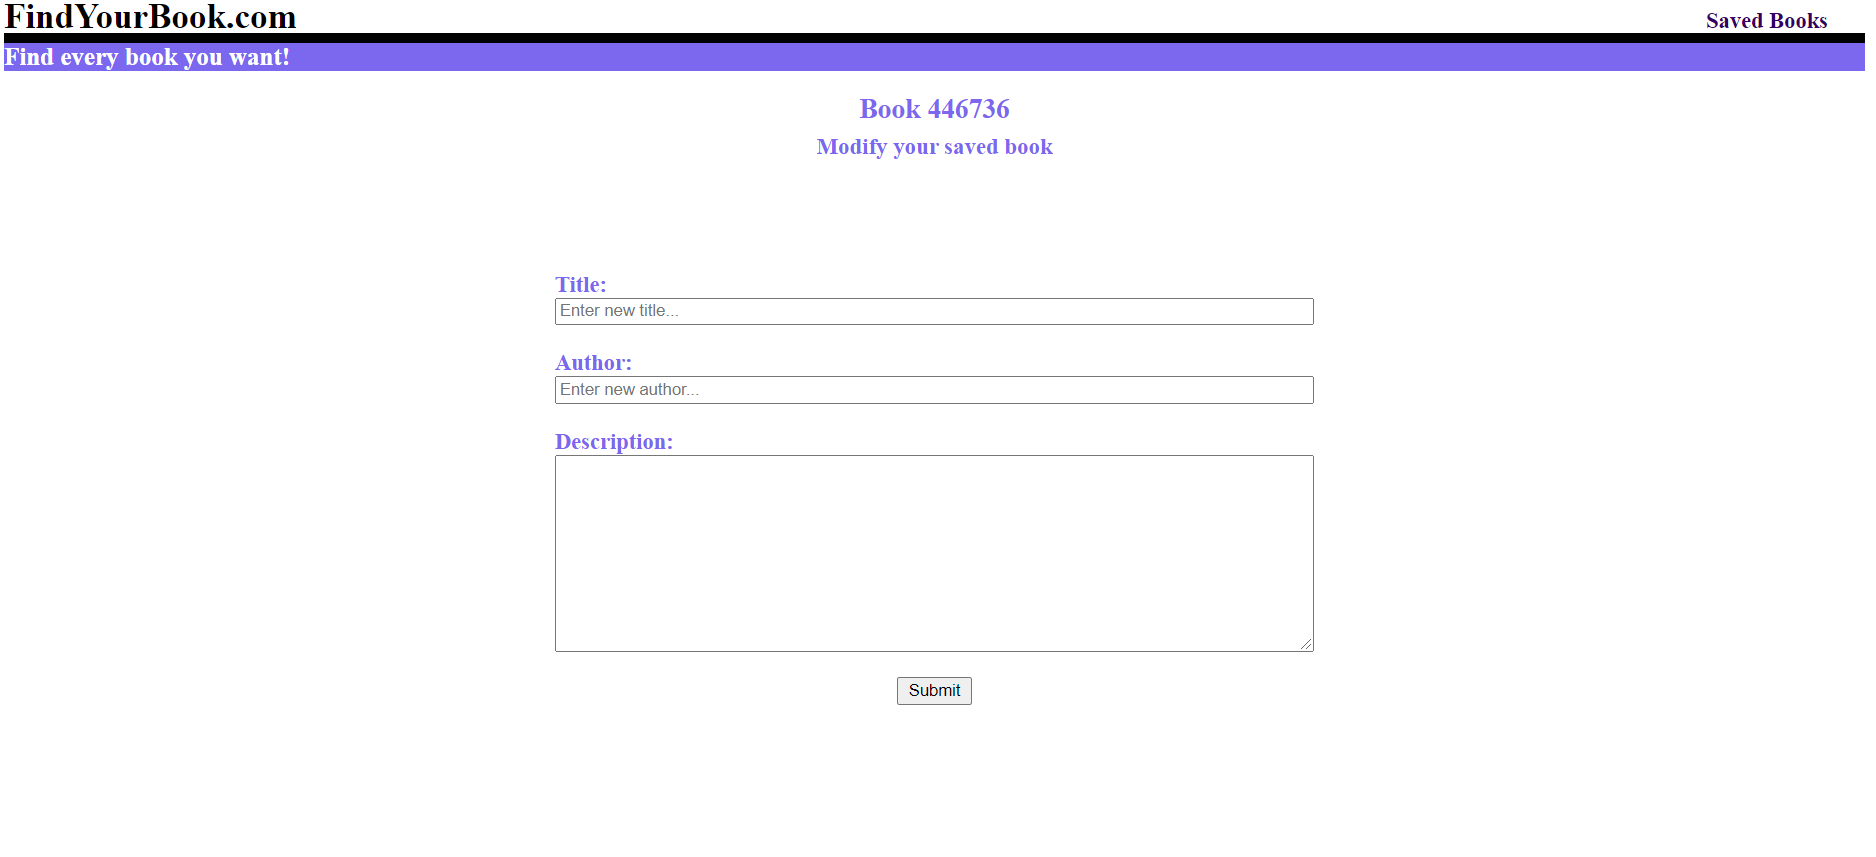 FindYourBook.com
Saved Books
Find every book you want!
Book 446736
Modify your saved book
Title:
Enter new title...
Author:
Enter new author...
Description:
Submit